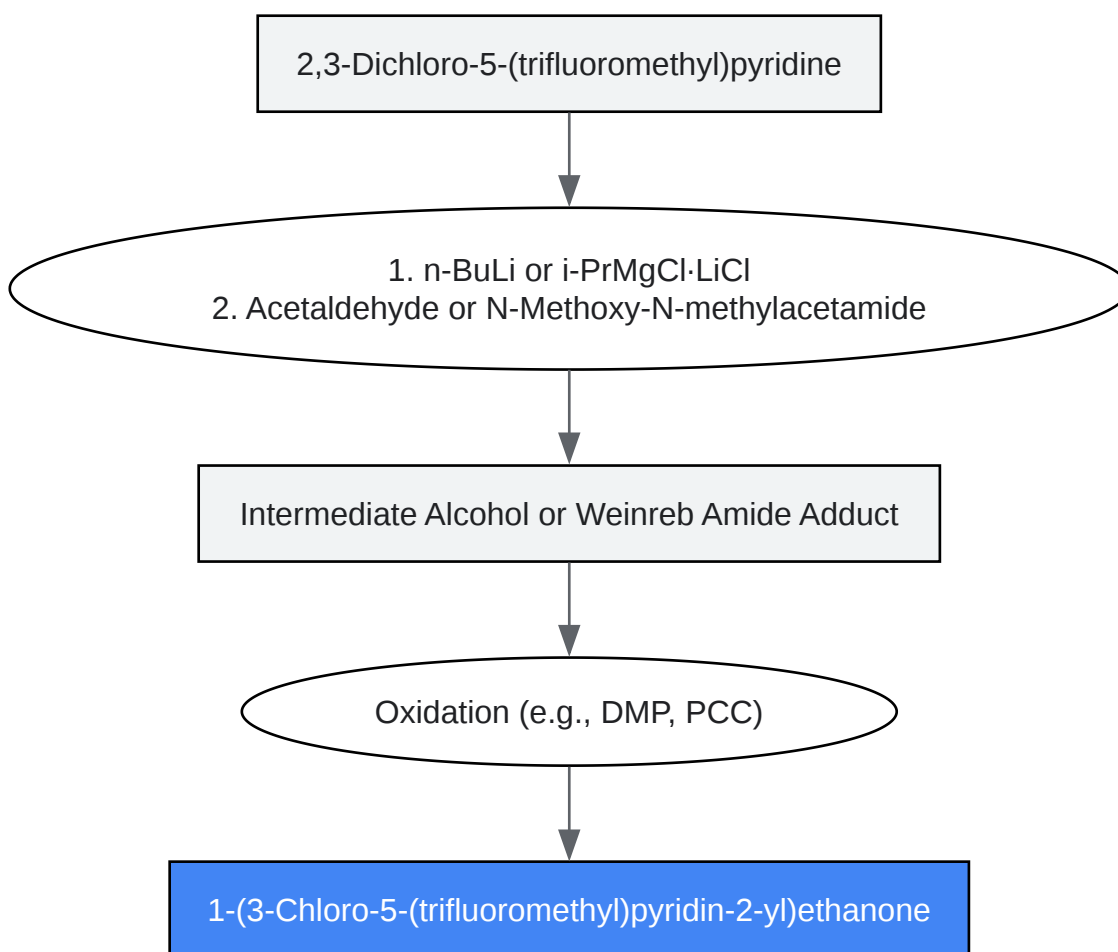 2,3-Dichloro-5-(trifluoromethyl)pyridine
1. n-BuLi or i-PrMgCl·LiCl
2. Acetaldehyde or N-Methoxy-N-methylacetamide
Intermediate Alcohol or Weinreb Amide Adduct
Oxidation (e.g., DMP, PCC)
1-(3-Chloro-5-(trifluoromethyl)pyridin-2-yl)ethanone